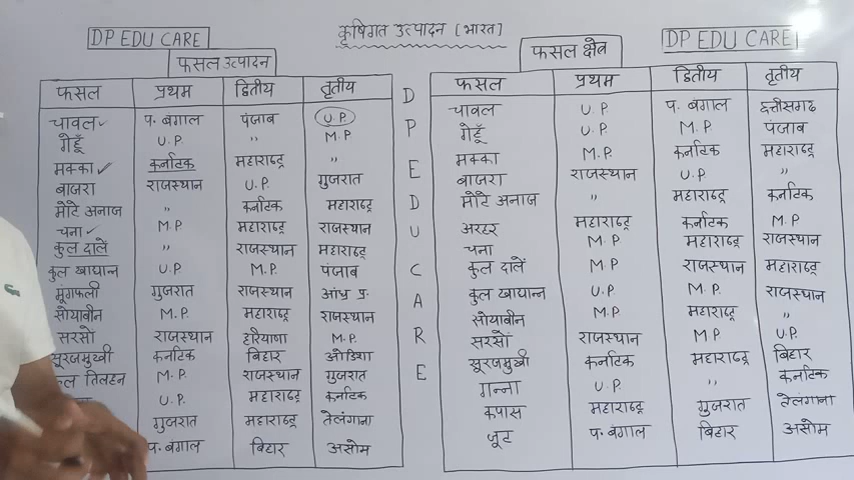 DP EDU CARE
कृषिगत उत्पादन [भारत]
DP EDU CARE
फसल उत्पादन
फसल प्रथम द्वितीय तृतीय
चावल प. बंगाल पंजाब U.P.
गेहूँ U.P. " M.P
मक्का कर्नाटक महाराष्ट्र "
बाजरा राजस्थान U.P. गुजरात
मोटे अनाज " कर्नाटक महाराष्ट्र
चना M.P महाराष्ट्र राजस्थान
कुल दालें " राजस्थान महाराष्ट्र
कुल खाद्यान्न U.P M.P. पंजाब
मूंगफली गुजरात राजस्थान आंध्र प्र.
सोयाबीन M.P. महाराष्ट्र राजस्थान
सरसों राजस्थान हरियाणा M.P.
सूरजमुखी कर्नाटक बिहार ओडिशा
कुल तिलहन M.P. राजस्थान गुजरात
U.P महाराष्ट्र कर्नाटक
गुजरात महाराष्ट्र तेलंगाना
प. बंगाल बिहार असोम
D
P
E
D
U
C
A
R
E
फसल क्षेत्र
फसल प्रथम द्वितीय तृतीय
चावल U.P प. बंगाल छत्तीसगढ
गेहूँ U.P M.P. पंजाब
मक्का M.P. कर्नाटक महाराष्ट्र
बाजरा राजस्थान U.P "
मोटे अनाज " महाराष्ट्र कर्नाटक
अरहर महाराष्ट्र कर्नाटक M.P
चना M.P महाराष्ट्र राजस्थान
कुल दालें M.P राजस्थान महाराष्ट्र
कुल खाद्यान्न U.P M.P. राजस्थान
सोयाबीन M.P महाराष्ट्र "
सरसों राजस्थान M.P U.P
सूरजमुखी कर्नाटक महाराष्ट्र बिहार
गन्ना U.P " कर्नाटक
कपास महाराष्ट्र गुजरात तेलंगाना
जूट प. बंगाल बिहार असोम